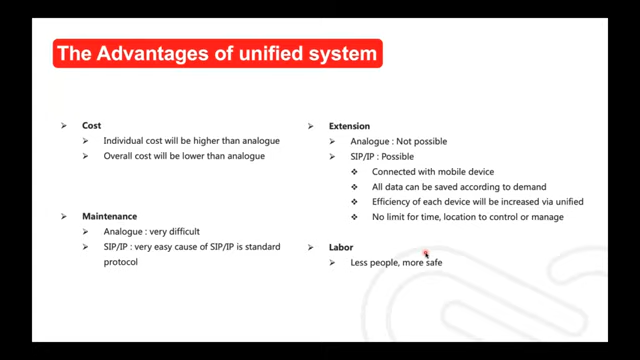 The Advantages of unified system
Cost
Individual cost will be higher than analogue
Overall cost will be lower than analogue
Maintenance
Analogue : very difficult
SIP/IP : very easy cause of SIP/IP is standard
protocol
Extension
Analogue : Not possible
SIP/IP : Possible
Connected with mobile device
All data can be saved according to demand
Efficiency of each device will be increased via unified
No limit for time, location to control or manage
Labor
Less people, more safe